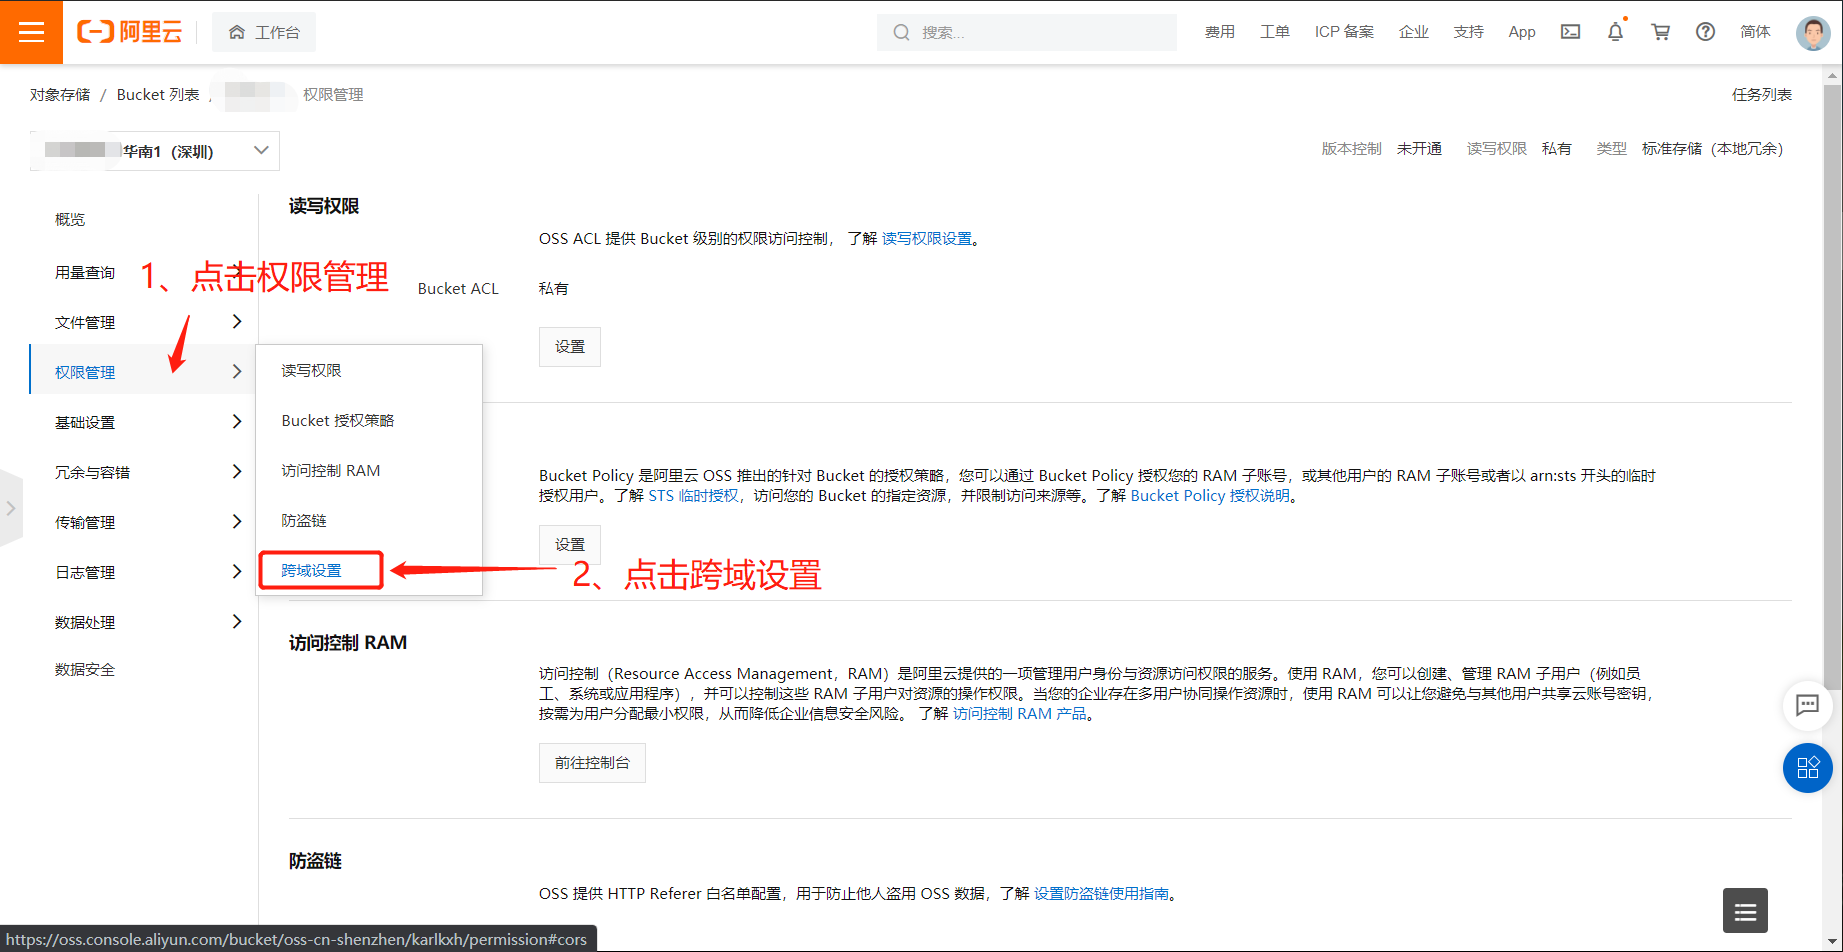 阿里云
工作台
搜索...
费用 工单 ICP 备案 企业 支持 App 简体
对象存储 / Bucket 列表 / 权限管理
任务列表
华南1（深圳）
版本控制 未开通 读写权限 私有 类型 标准存储（本地冗余）
概览
用量查询
文件管理
权限管理
基础设置
冗余与容错
传输管理
日志管理
数据处理
数据安全
1、点击权限管理
读写权限
Bucket 授权策略
访问控制 RAM
防盗链
跨域设置
2、点击跨域设置
读写权限
OSS ACL 提供 Bucket 级别的权限访问控制， 了解 读写权限设置。
Bucket ACL 私有
设置
Bucket Policy 是阿里云 OSS 推出的针对 Bucket 的授权策略，您可以通过 Bucket Policy 授权您的 RAM 子账号，或其他用户的 RAM 子账号或者以 arn:sts 开头的临时
授权用户。了解 STS 临时授权，访问您的 Bucket 的指定资源，并限制访问来源等。了解 Bucket Policy 授权说明。
设置
访问控制 RAM
访问控制（Resource Access Management，RAM）是阿里云提供的一项管理用户身份与资源访问权限的服务。使用 RAM，您可以创建、管理 RAM 子用户（例如员
工、系统或应用程序），并可以控制这些 RAM 子用户对资源的操作权限。当您的企业存在多用户协同操作资源时，使用 RAM 可以让您避免与其他用户共享云账号密钥，
按需为用户分配最小权限，从而降低企业信息安全风险。 了解 访问控制 RAM 产品。
前往控制台
防盗链
OSS 提供 HTTP Referer 白名单配置，用于防止他人盗用 OSS 数据，了解 设置防盗链使用指南。
https://oss.console.aliyun.com/bucket/oss-cn-shenzhen/karlkxh/permission#cors